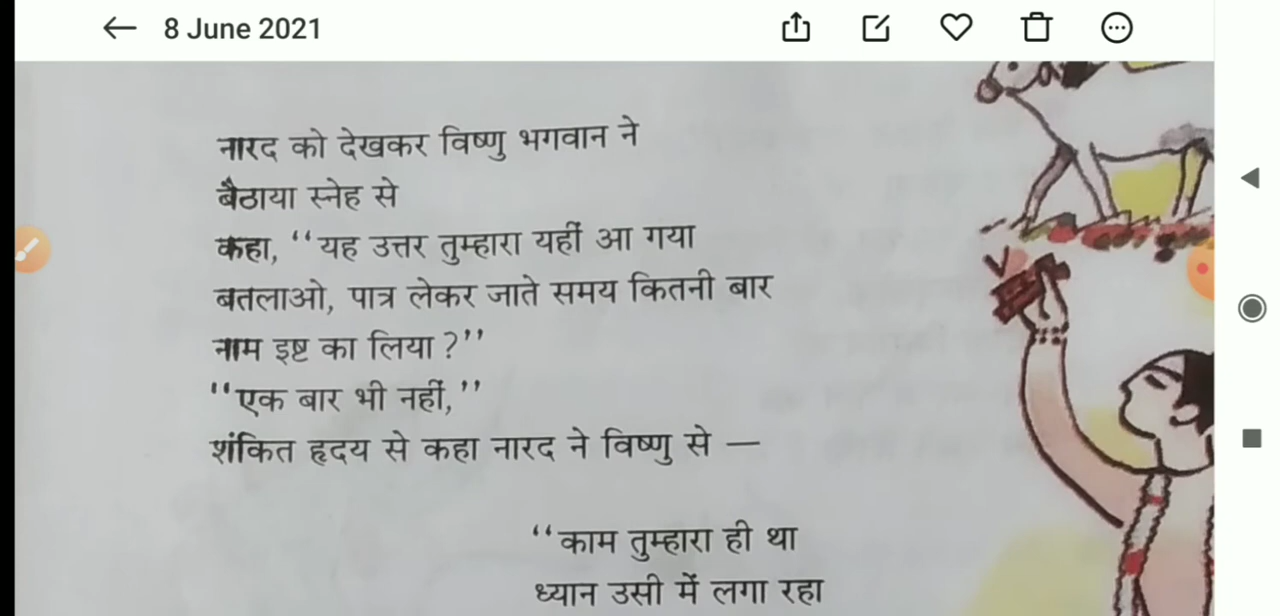 8 June 2021
नारद को देखकर विष्णु भगवान ने
बैठाया स्नेह से
कहा, ‘‘यह उत्तर तुम्हारा यहीं आ गया
बतलाओ, पात्र लेकर जाते समय कितनी बार
नाम इष्ट का लिया ?’’
‘‘एक बार भी नहीं,’’
शंकित हृदय से कहा नारद ने विष्णु से —
‘‘काम तुम्हारा ही था
ध्यान उसी में लगा रहा